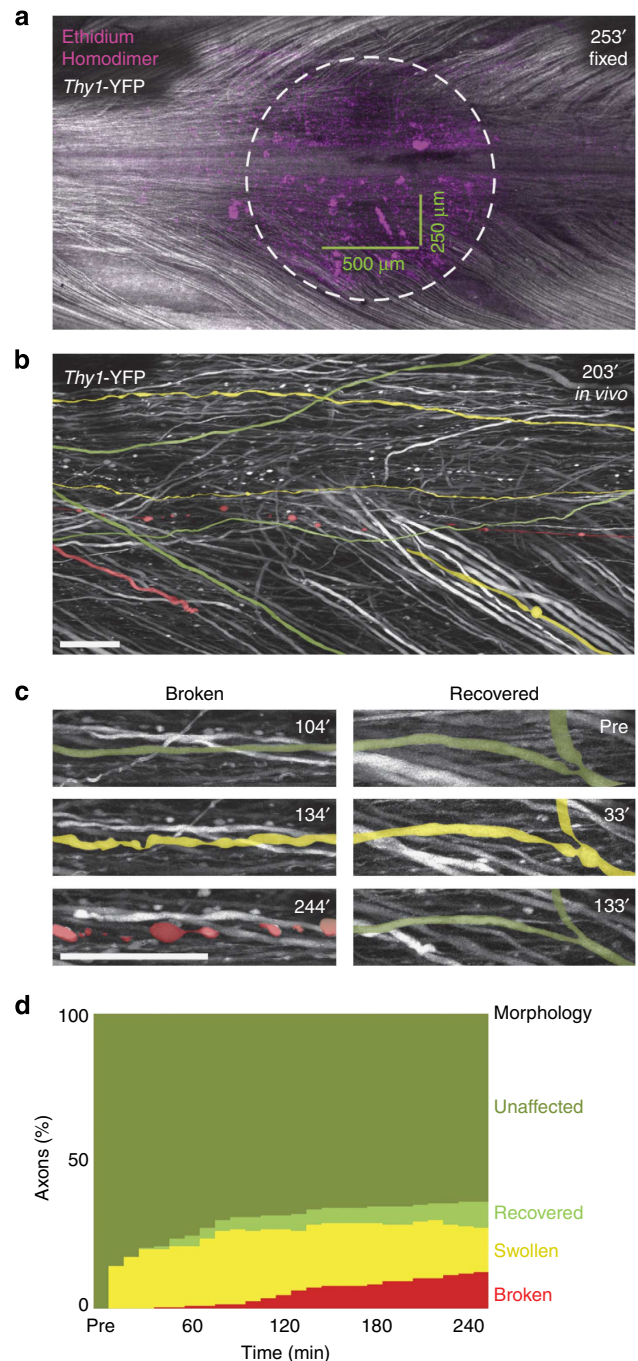 a
Ethidium
Homodimer
Thy1-YFP
253′
fixed
250 μm
500 μm
b
Thy1-YFP
203′
in vivo
c
Broken
Recovered
104′
Pre
134′
33′
244′
133′
d
100
Morphology
Unaffected
Axons (%)
50
Recovered
Swollen
Broken
0
Pre
60
120
180
240
Time (min)